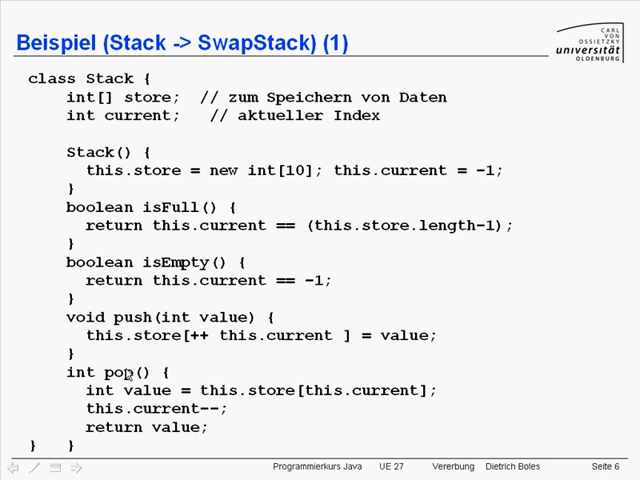 Beispiel (Stack -> SwapStack) (1)
CARL
VON
OSSIETZKY
universität
OLDENBURG
class Stack {
int[] store;  // zum Speichern von Daten
int current;   // aktueller Index
Stack() {
this.store = new int[10]; this.current = -1;
}
boolean isFull() {
return this.current == (this.store.length-1);
}
boolean isEmpty() {
return this.current == -1;
}
void push(int value) {
this.store[++ this.current ] = value;
}
int pop() {
int value = this.store[this.current];
this.current--;
return value;
}   }
Programmierkurs Java UE 27 Vererbung Dietrich Boles Seite 6